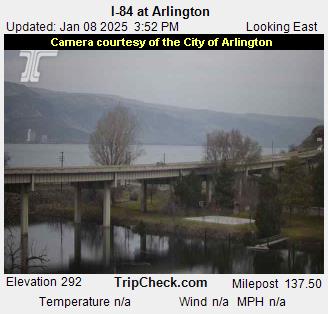 I-84 at Arlington
Updated: Jan 08 2025 3:52 PM Looking East
Camera courtesy of the City of Arlington
Elevation 292 TripCheck.com Milepost 137.50
Temperature n/a Wind n/a MPH n/a